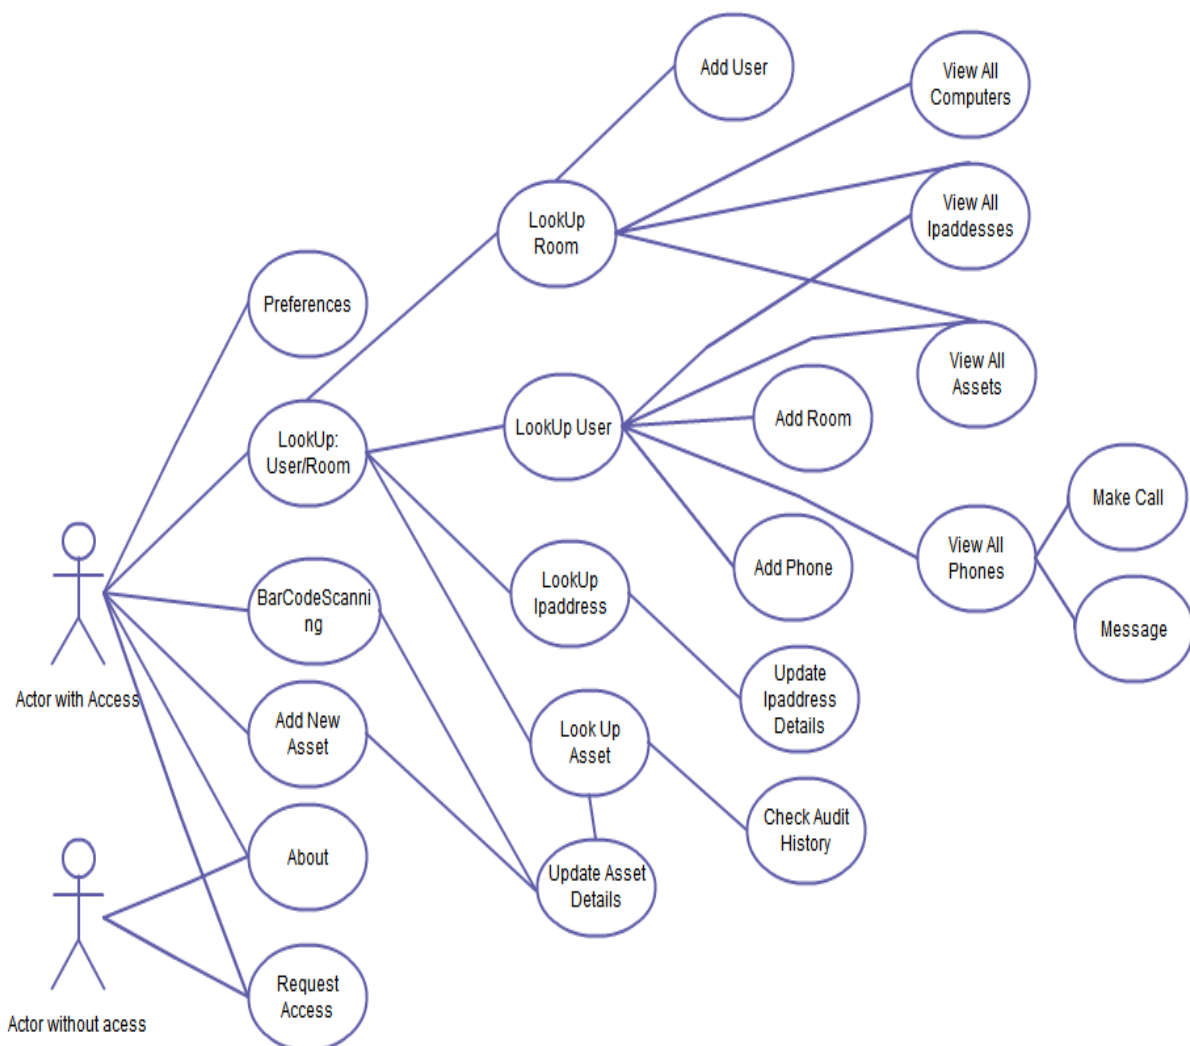 Add User
View All
Computers
LookUp
Room
View All
Ipaddesses
Preferences
View All
Assets
LookUp:
User/Room
LookUp User
Add Room
Make Call
View All
Phones
Add Phone
LookUp
Ipaddress
BarCodeScanni
ng
Message
Actor with Access
Update
Ipaddress
Details
Add New
Asset
Look Up
Asset
Check Audit
History
About
Update Asset
Details
Request
Access
Actor without acess